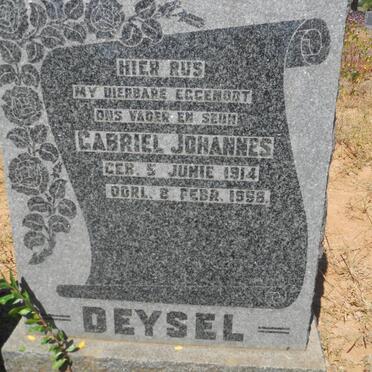 HIER RUS
MY DIERBARE EGGENOOT
ONS VADER EN SEUN
GABRIEL JOHANNES
GEB. 5 JUNIE 1914
OORL. 8 FEBR. 1958.
DEYSEL